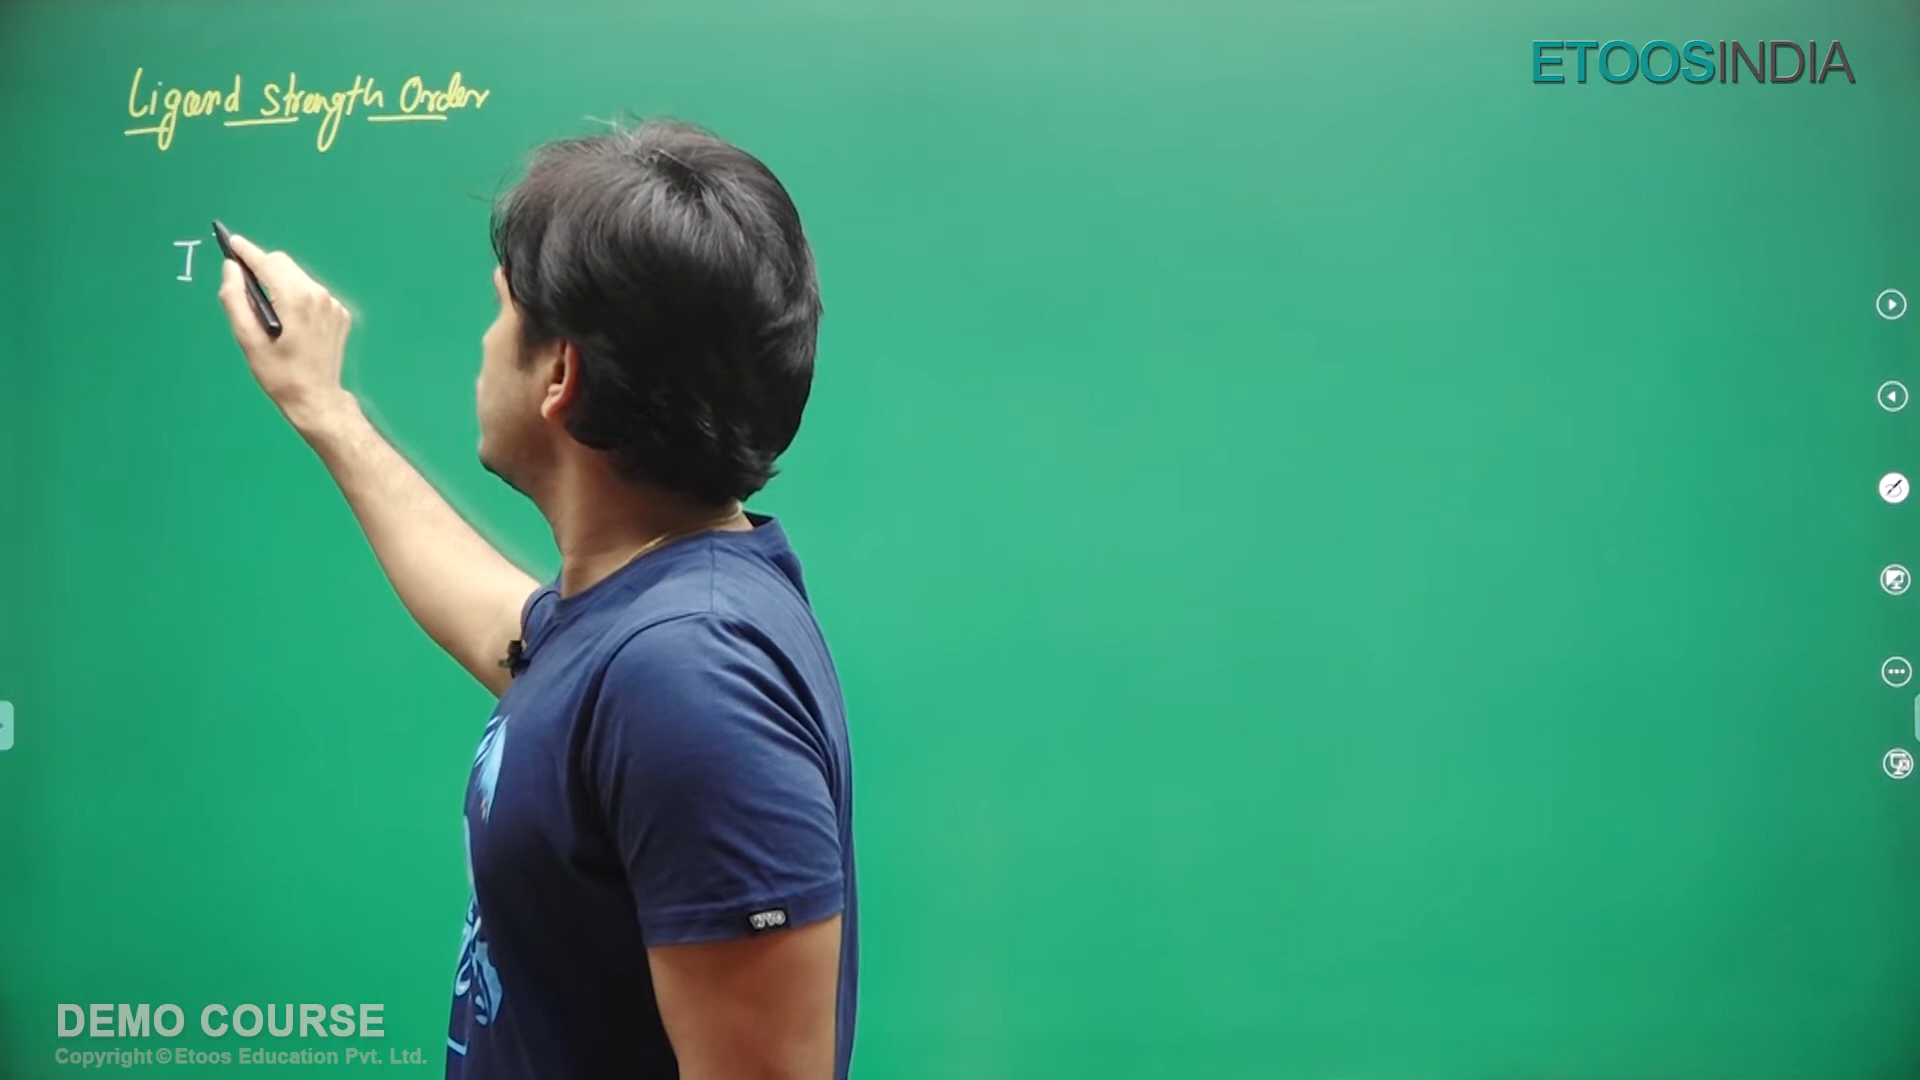 Ligand strength Order
ETOOSINDIA
I
DEMO COURSE
Copyright©Etoos Education Pvt. Ltd.